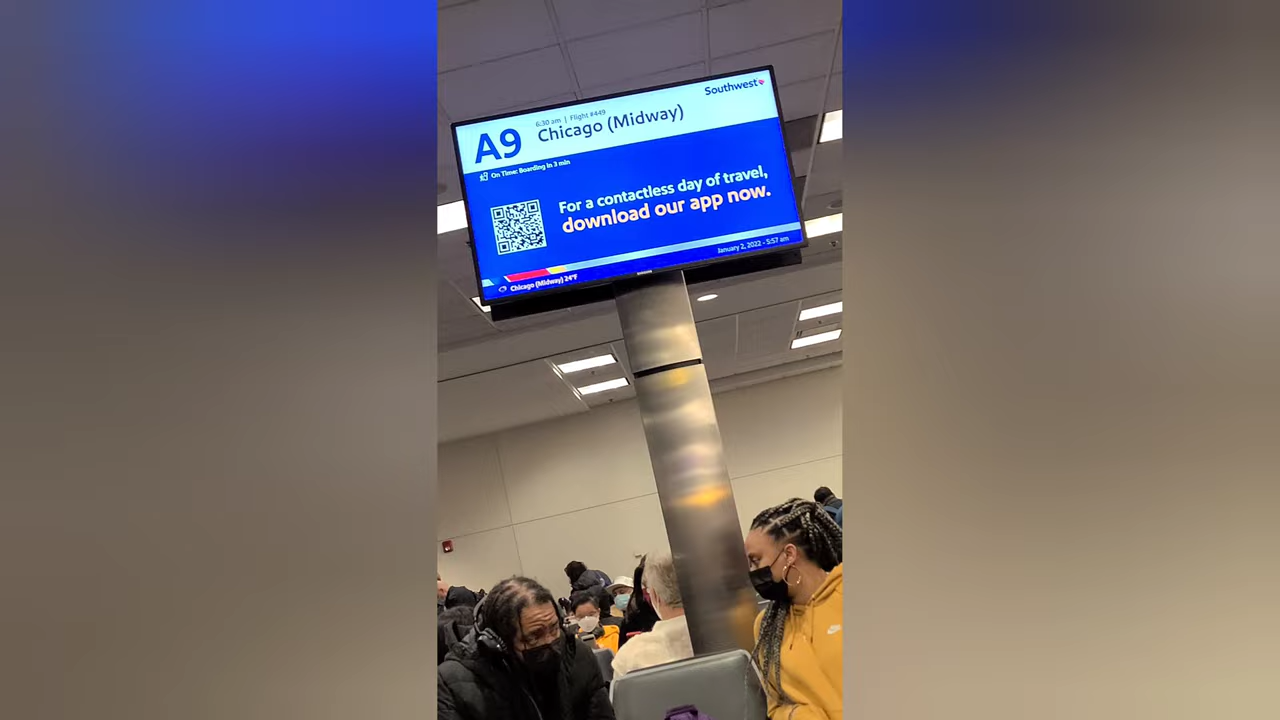 Southwest
6:30 am | Flight #449
A9 Chicago (Midway)
On Time: Boarding in 3 min
For a contactless day of travel,
download our app now.
January 2, 2022 - 5:57 am
Chicago (Midway) 24°F